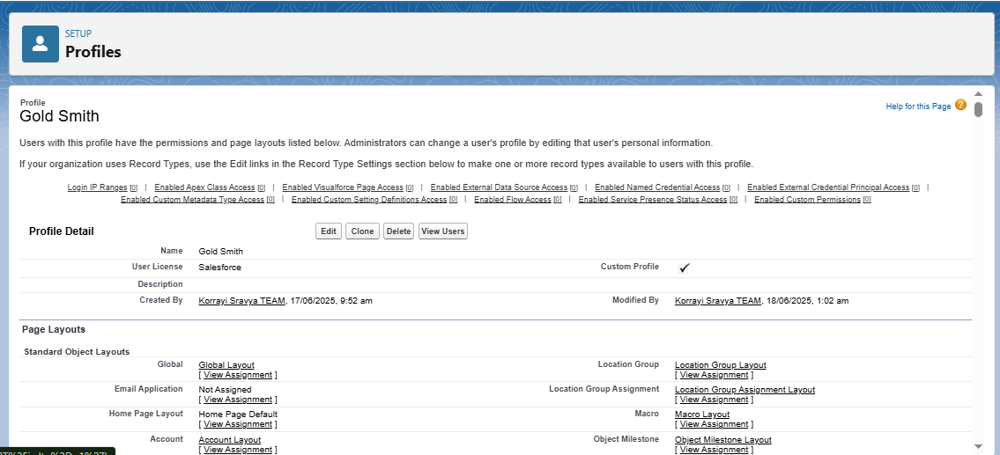 SETUP
Profiles
Profile
Gold Smith
Help for this Page ?
Users with this profile have the permissions and page layouts listed below. Administrators can change a user's profile by editing that user's personal information.
If your organization uses Record Types, use the Edit links in the Record Type Settings section below to make one or more record types available to users with this profile.
Login IP Ranges [0] | Enabled Apex Class Access [0] | Enabled Visualforce Page Access [0] | Enabled External Data Source Access [0] | Enabled Named Credential Access [0] | Enabled External Credential Principal Access [0] |
Enabled Custom Metadata Type Access [0] | Enabled Custom Setting Definitions Access [0] | Enabled Flow Access [0] | Enabled Service Presence Status Access [0] | Enabled Custom Permissions [0]
Profile Detail Edit Clone Delete View Users
Name Gold Smith
User License Salesforce Custom Profile ✓
Description
Created By Korrayi Sravya TEAM, 17/06/2025, 9:52 am Modified By Korrayi Sravya TEAM, 18/06/2025, 1:02 am
Page Layouts
Standard Object Layouts
Global Global Layout Location Group Location Group Layout
[ View Assignment ] [ View Assignment ]
Email Application Not Assigned Location Group Assignment Location Group Assignment Layout
[ View Assignment ] [ View Assignment ]
Home Page Layout Home Page Default Macro Macro Layout
[ View Assignment ] [ View Assignment ]
Account Account Layout Object Milestone Object Milestone Layout
[ View Assignment ] [ View Assignment ]